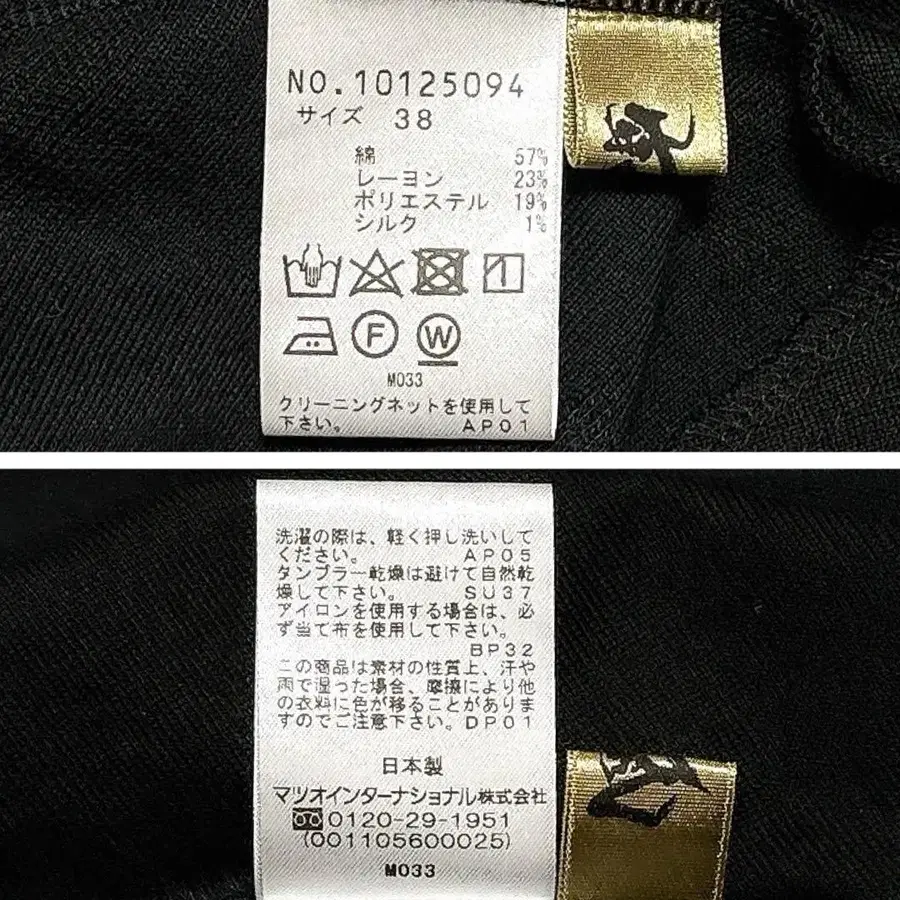 NO.10125094
サイズ 38
綿 57%
レーヨン 23%
ポリエステル 19%
シルク 1%
F W
M033
クリーニングネットを使用して
下さい。 AP01
洗濯の際は、軽く押し洗いして
ください。 AP05
タンブラー乾燥は避けて自然乾
燥して下さい。 SU37
アイロンを使用する場合は、必
ず当て布を使用して下さい。
BP32
この商品は素材の性質上、汗や
雨で湿った場合、摩擦により他
の衣料に色が移ることがありま
すのでご注意下さい。DP01
日本製
マツオインターナショナル株式会社
0120-29-1951
(001105600025)
M033